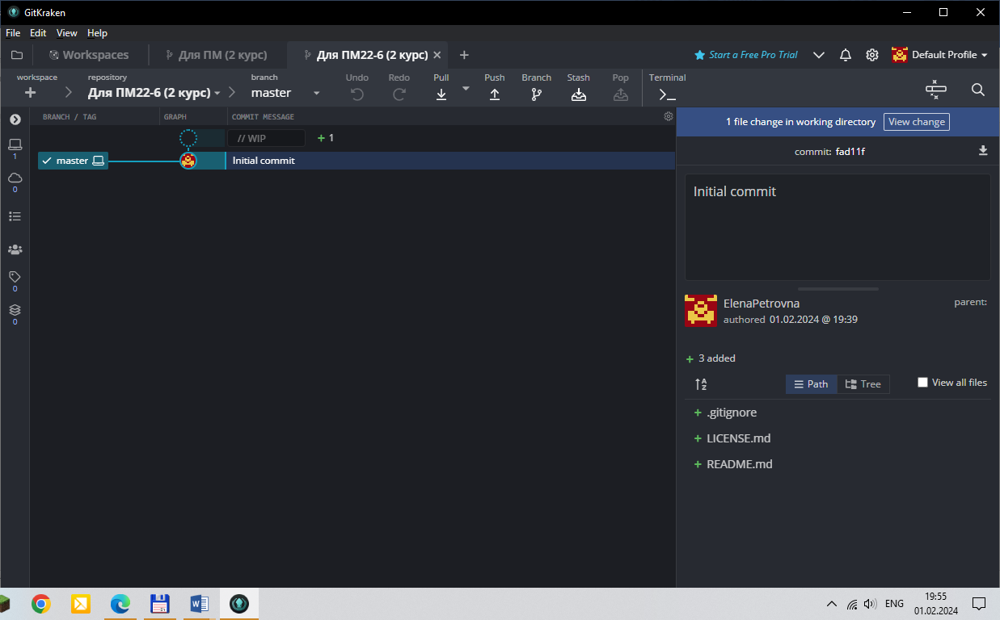 GitKraken
File Edit View Help
Workspaces Для ПМ (2 курс) Для ПМ22-6 (2 курс) Start a Free Pro Trial Default Profile
workspace repository branch Undo Redo Pull Push Branch Stash Pop Terminal
Для ПМ22-6 (2 курс) master
BRANCH / TAG GRAPH COMMIT MESSAGE
1 file change in working directory View change
// WIP 1
1
commit: fad11f
master Initial commit
0
Initial commit
0
0
ElenaPetrovna
parent:
authored 01.02.2024 @ 19:39
3 added
Path Tree View all files
.gitignore
LICENSE.md
README.md
ENG
19:55
01.02.2024